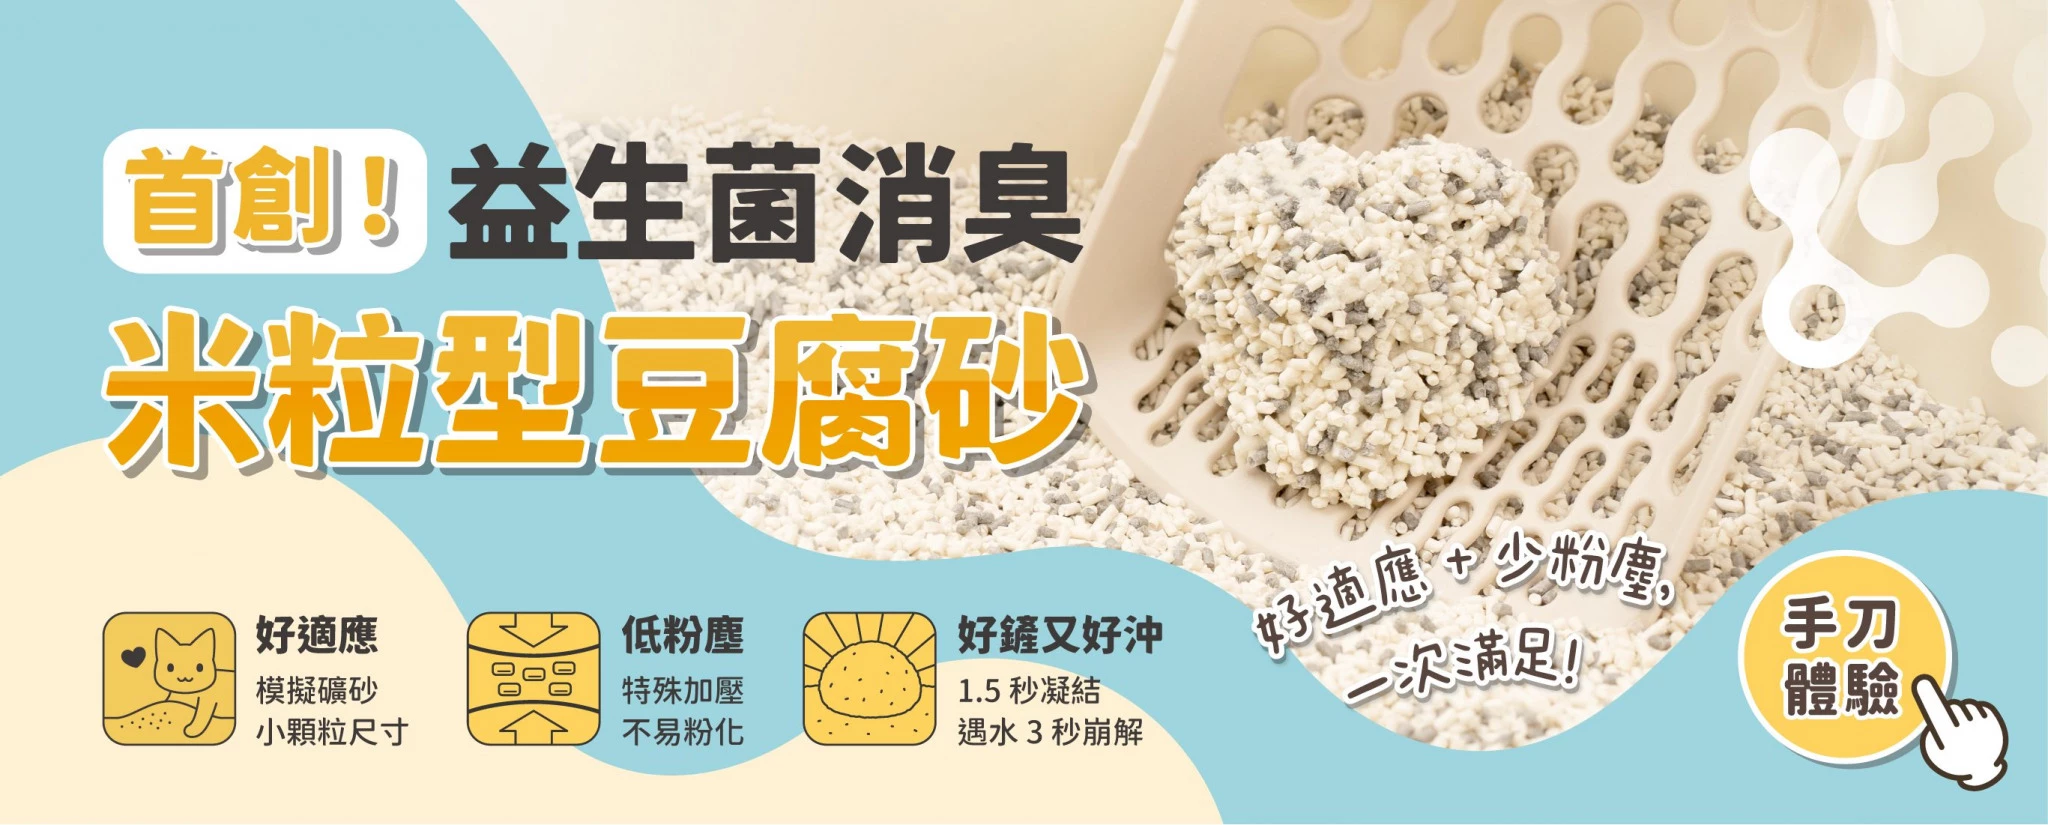 首創！益生菌消臭
米粒型豆腐砂
好適應
模擬礦砂
小顆粒尺寸
低粉塵
特殊加壓
不易粉化
好鏟又好沖
1.5 秒凝結
遇水 3 秒崩解
好適應＋少粉塵,
一次滿足！
手刀
體驗